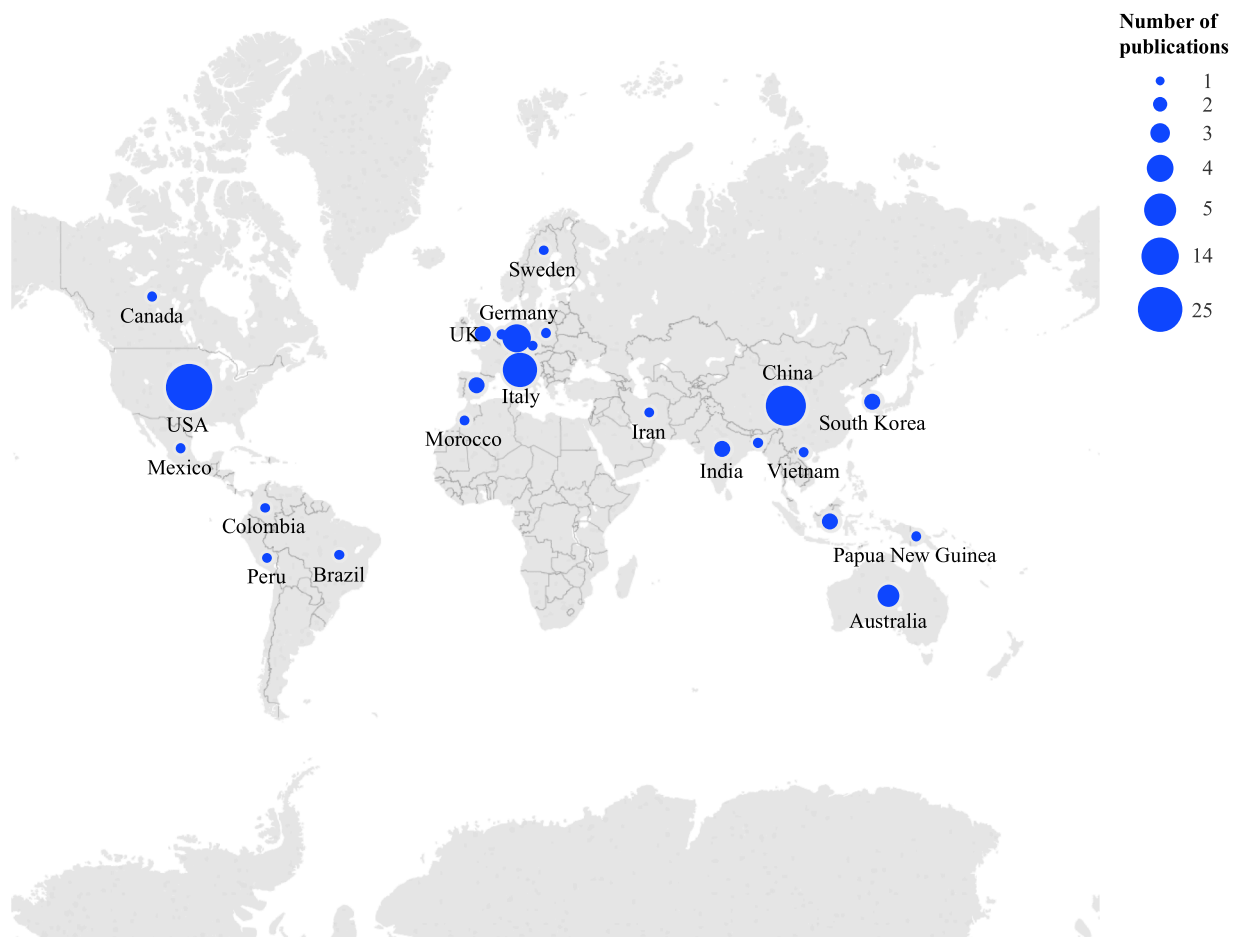 Number of
publications
1
2
3
4
5
14
25
Sweden
Canada
Germany
UK
China
Italy
USA
South Korea
Iran
Morocco
Mexico
India
Vietnam
Colombia
Papua New Guinea
Peru
Brazil
Australia